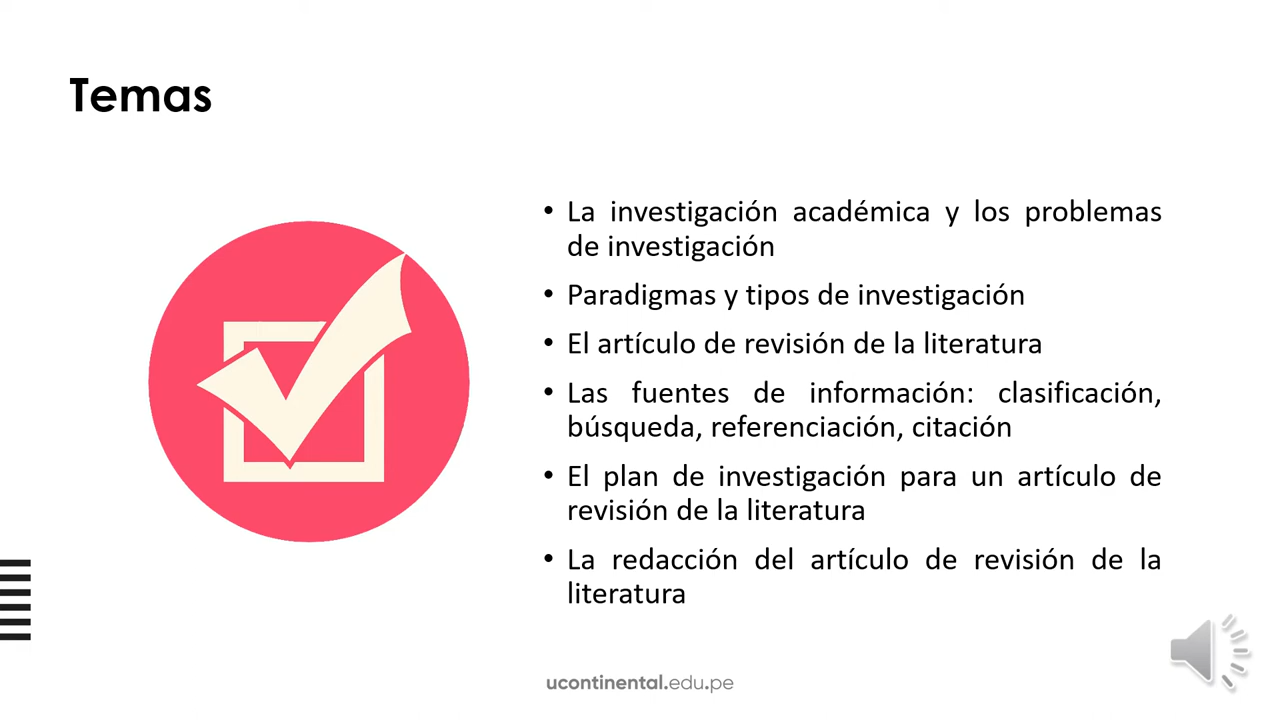 Temas
• La investigación académica y los problemas
de investigación
• Paradigmas y tipos de investigación
• El artículo de revisión de la literatura
• Las fuentes de información: clasificación,
búsqueda, referenciación, citación
• El plan de investigación para un artículo de
revisión de la literatura
• La redacción del artículo de revisión de la
literatura
ucontinental.edu.pe